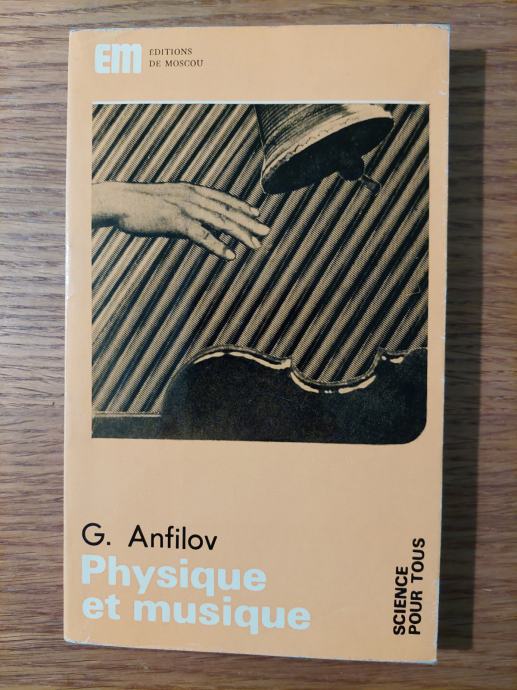 EM
ÉDITIONS
DE MOSCOU
G. Anfilov
Physique
et musique
SCIENCE
POUR TOUS